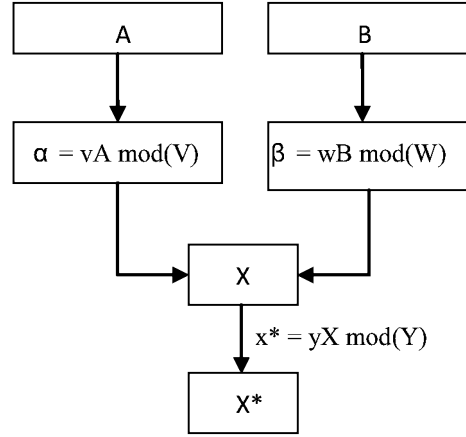 A
B
α = vA mod(V)
β = wB mod(W)
X
x* = yX mod(Y)
X*